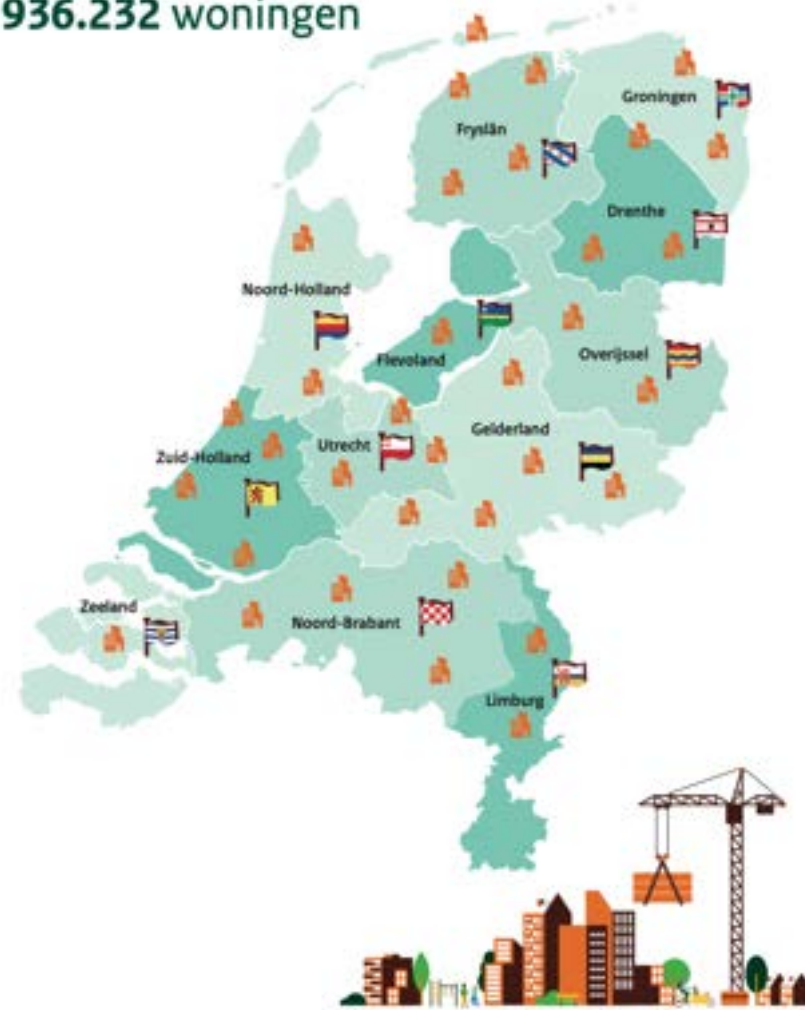 936.232 woningen
Groningen
Fryslân
Drenthe
Noord-Holland
Flevoland
Overijssel
Gelderland
Utrecht
Zuid-Holland
Zeeland
Noord-Brabant
Limburg